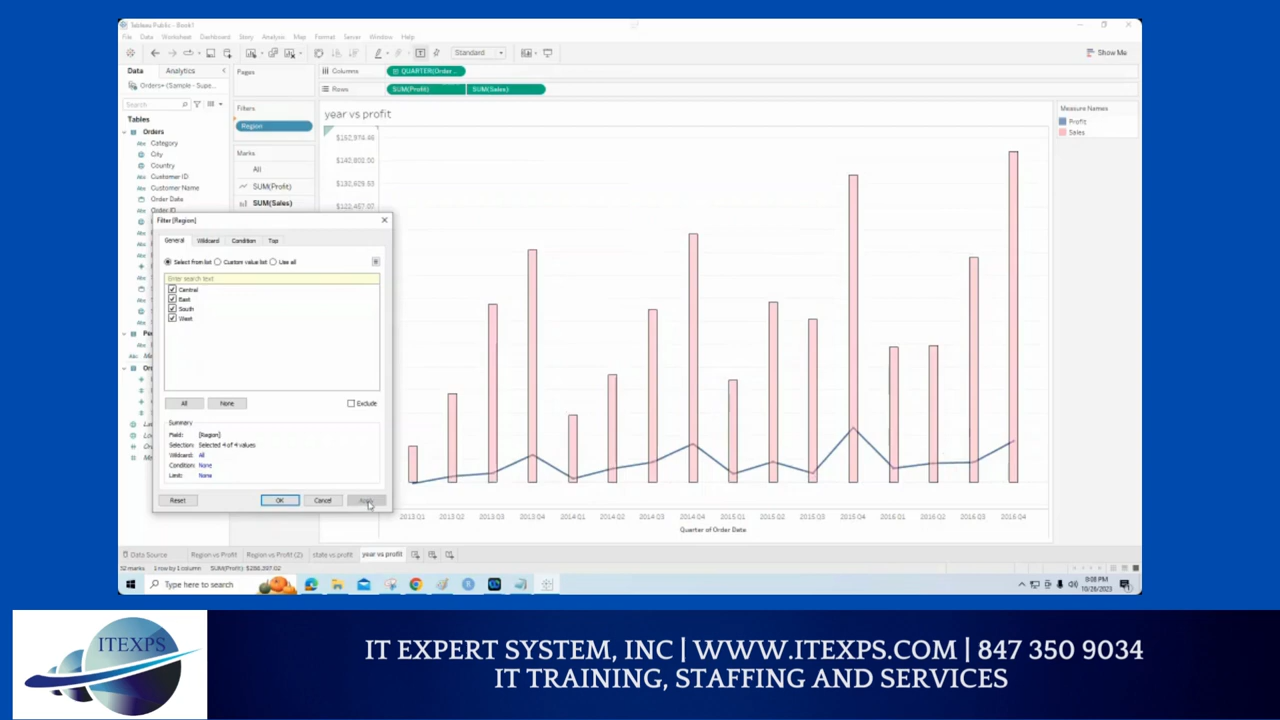 Tableau Public - Book1
File Data Worksheet Dashboard Story Analysis Map Format Server Window Help
Standard
Show Me
Data Analytics
Pages
Columns
QUARTER(Order...
Orders+ (Sample - Supe...
Rows
SUM(Profit) SUM(Sales)
Search
Filters
Region
Tables
Orders
Category
City
Country
Customer ID
Customer Name
Order Date
Order ID
Marks
All
SUM(Profit)
SUM(Sales)
year vs profit
$152,974.46
$142,802.00
$132,629.53
$122,457.07
Measure Names
Profit
Sales
Filter [Region]
General Wildcard Condition Top
Select from list Custom value list Use all
Enter search text
Central
East
South
West
All None
Exclude
Summary
Field: [Region]
Selection: Selected 4 of 4 values
Wildcard: All
Condition: None
Limit: None
Reset OK Cancel Apply
2013 Q1 2013 Q2 2013 Q3 2013 Q4 2014 Q1 2014 Q2 2014 Q3 2014 Q4 2015 Q1 2015 Q2 2015 Q3 2015 Q4 2016 Q1 2016 Q2 2016 Q3 2016 Q4
Quarter of Order Date
Data Source Region vs Profit Region vs Profit (2) state vs profit year vs profit
52 marks 1 row by 1 column SUM(Profit): $286,397.02
Type here to search
9:08 PM
10/26/2023
ITEXPS
IT EXPERT SYSTEM, INC | WWW.ITEXPS.COM | 847 350 9034
IT TRAINING, STAFFING AND SERVICES